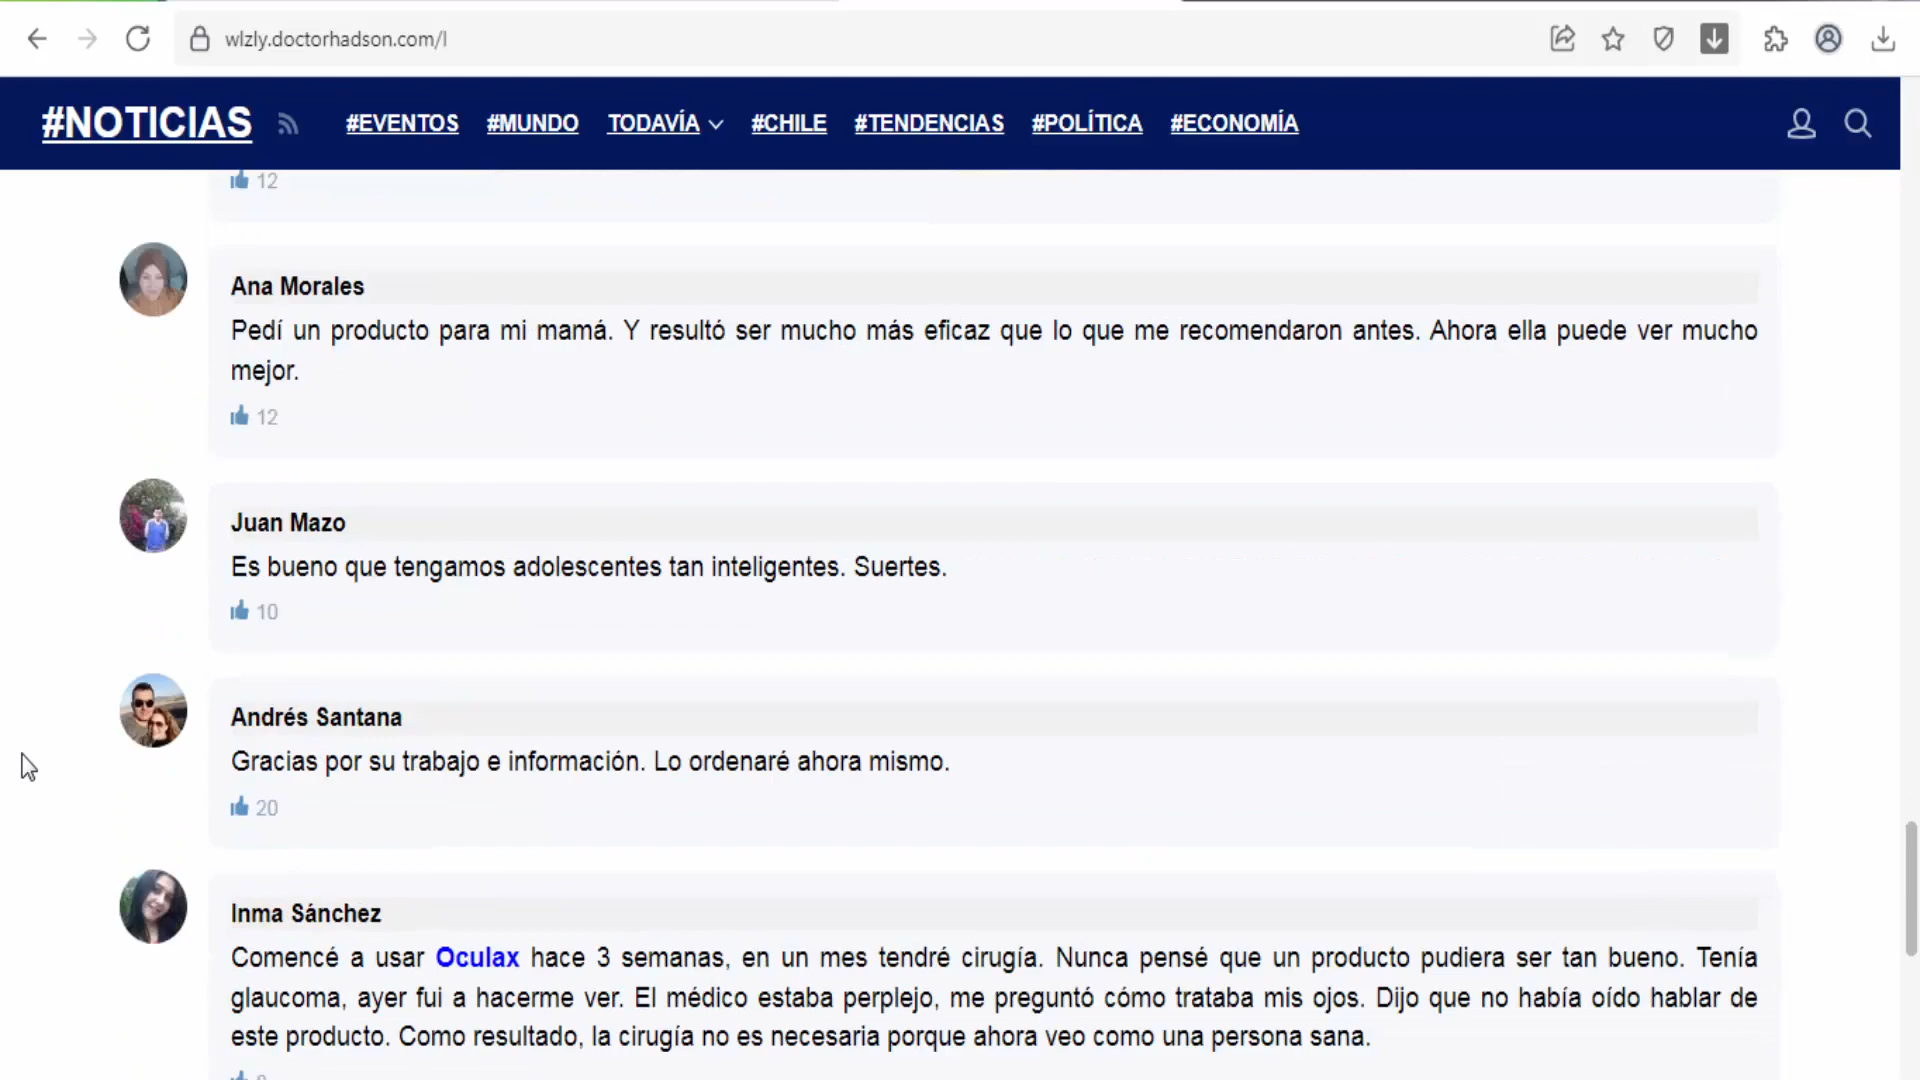 wlzly.doctorhadson.com/l
#NOTICIAS #EVENTOS #MUNDO TODAVÍA #CHILE #TENDENCIAS #POLÍTICA #ECONOMÍA
12
Ana Morales
Pedí un producto para mi mamá. Y resultó ser mucho más eficaz que lo que me recomendaron antes. Ahora ella puede ver mucho
mejor.
12
Juan Mazo
Es bueno que tengamos adolescentes tan inteligentes. Suertes.
10
Andrés Santana
Gracias por su trabajo e información. Lo ordenaré ahora mismo.
20
Inma Sánchez
Comencé a usar Oculax hace 3 semanas, en un mes tendré cirugía. Nunca pensé que un producto pudiera ser tan bueno. Tenía
glaucoma, ayer fui a hacerme ver. El médico estaba perplejo, me preguntó cómo trataba mis ojos. Dijo que no había oído hablar de
este producto. Como resultado, la cirugía no es necesaria porque ahora veo como una persona sana.